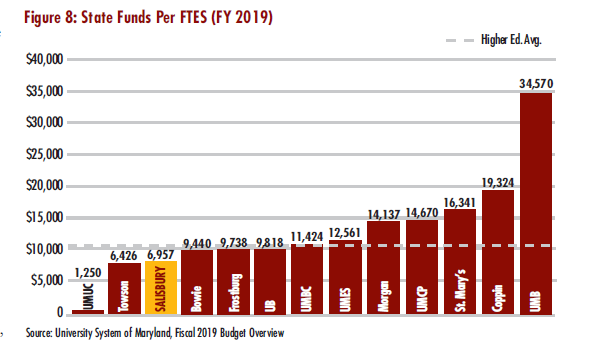 Figure 8: State Funds Per FTES (FY 2019)
Higher Ed. Avg.
$40,000
$35,000
$30,000
$25,000
$20,000
$15,000
$10,000
$5,000
0
1,250
6,426
6,957
9,440
9,738
9,818
11,424
12,561
14,137
14,670
16,341
19,324
34,570
UMUC
Towson
SALISBURY
Bowie
Frostburg
UB
UMBC
UMES
Morgan
UMCP
St. Mary's
Coppin
UMB
Source: University System of Maryland, Fiscal 2019 Budget Overview